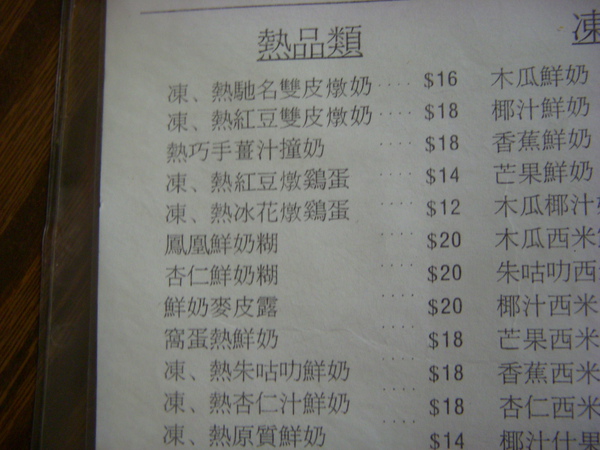 熱品類
凍、熱馳名雙皮燉奶 ···· $16
凍、熱紅豆雙皮燉奶 ···· $18
熱巧手薑汁撞奶 ···· $18
凍、熱紅豆燉鷄蛋 ···· $14
凍、熱冰花燉鷄蛋 ···· $12
鳳凰鮮奶糊 ···· $20
杏仁鮮奶糊 ···· $20
鮮奶麥皮露 ···· $20
窩蛋熱鮮奶 ···· $18
凍、熱朱咕叻鮮奶 ···· $18
凍、熱杏仁汁鮮奶 ···· $18
凍、熱原質鮮奶 $14
凍
木瓜鮮奶
椰汁鮮奶
香蕉鮮奶
芒果鮮奶
木瓜椰汁
木瓜西米
朱咕叻西
椰汁西米
芒果西米
香蕉西米
杏仁西米
椰汁什果